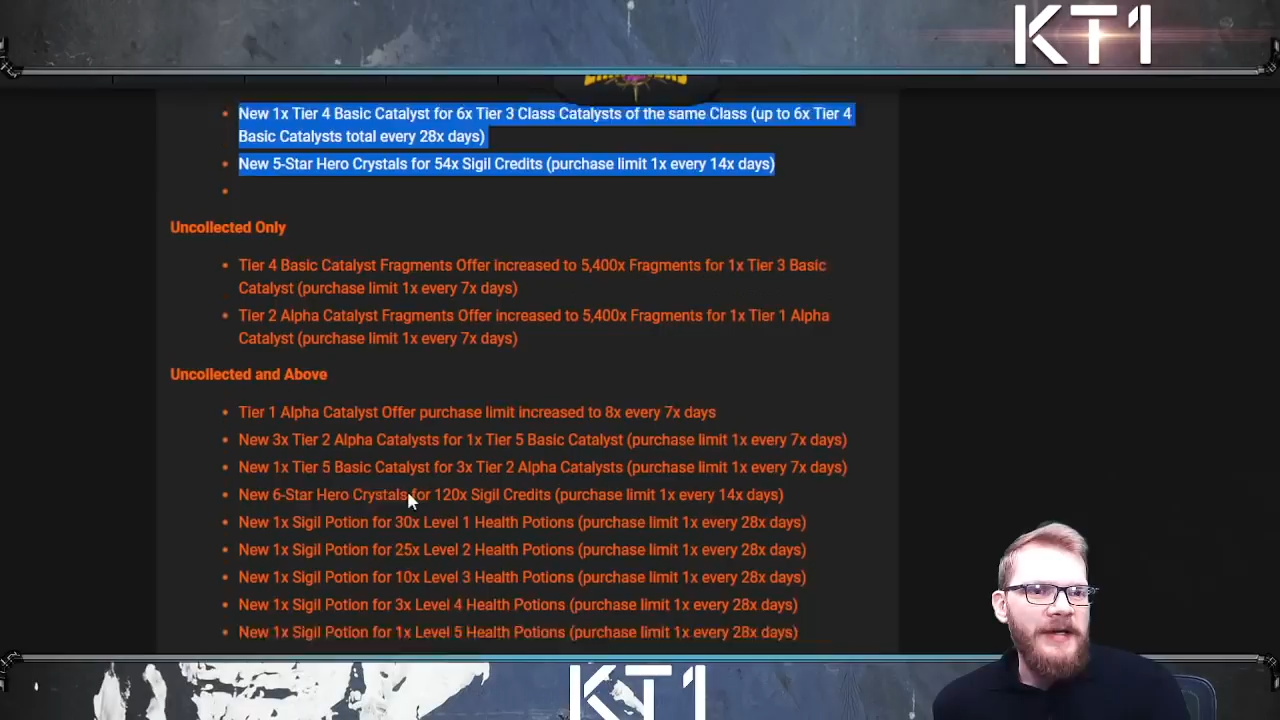 KT1
New 1x Tier 4 Basic Catalyst for 6x Tier 3 Class Catalysts of the same Class (up to 6x Tier 4
Basic Catalysts total every 28x days)
New 5-Star Hero Crystals for 54x Sigil Credits (purchase limit 1x every 14x days)
Uncollected Only
Tier 4 Basic Catalyst Fragments Offer increased to 5,400x Fragments for 1x Tier 3 Basic
Catalyst (purchase limit 1x every 7x days)
Tier 2 Alpha Catalyst Fragments Offer increased to 5,400x Fragments for 1x Tier 1 Alpha
Catalyst (purchase limit 1x every 7x days)
Uncollected and Above
Tier 1 Alpha Catalyst Offer purchase limit increased to 8x every 7x days
New 3x Tier 2 Alpha Catalysts for 1x Tier 5 Basic Catalyst (purchase limit 1x every 7x days)
New 1x Tier 5 Basic Catalyst for 3x Tier 2 Alpha Catalysts (purchase limit 1x every 7x days)
New 6-Star Hero Crystals for 120x Sigil Credits (purchase limit 1x every 14x days)
New 1x Sigil Potion for 30x Level 1 Health Potions (purchase limit 1x every 28x days)
New 1x Sigil Potion for 25x Level 2 Health Potions (purchase limit 1x every 28x days)
New 1x Sigil Potion for 10x Level 3 Health Potions (purchase limit 1x every 28x days)
New 1x Sigil Potion for 3x Level 4 Health Potions (purchase limit 1x every 28x days)
New 1x Sigil Potion for 1x Level 5 Health Potions (purchase limit 1x every 28x days)
KT1